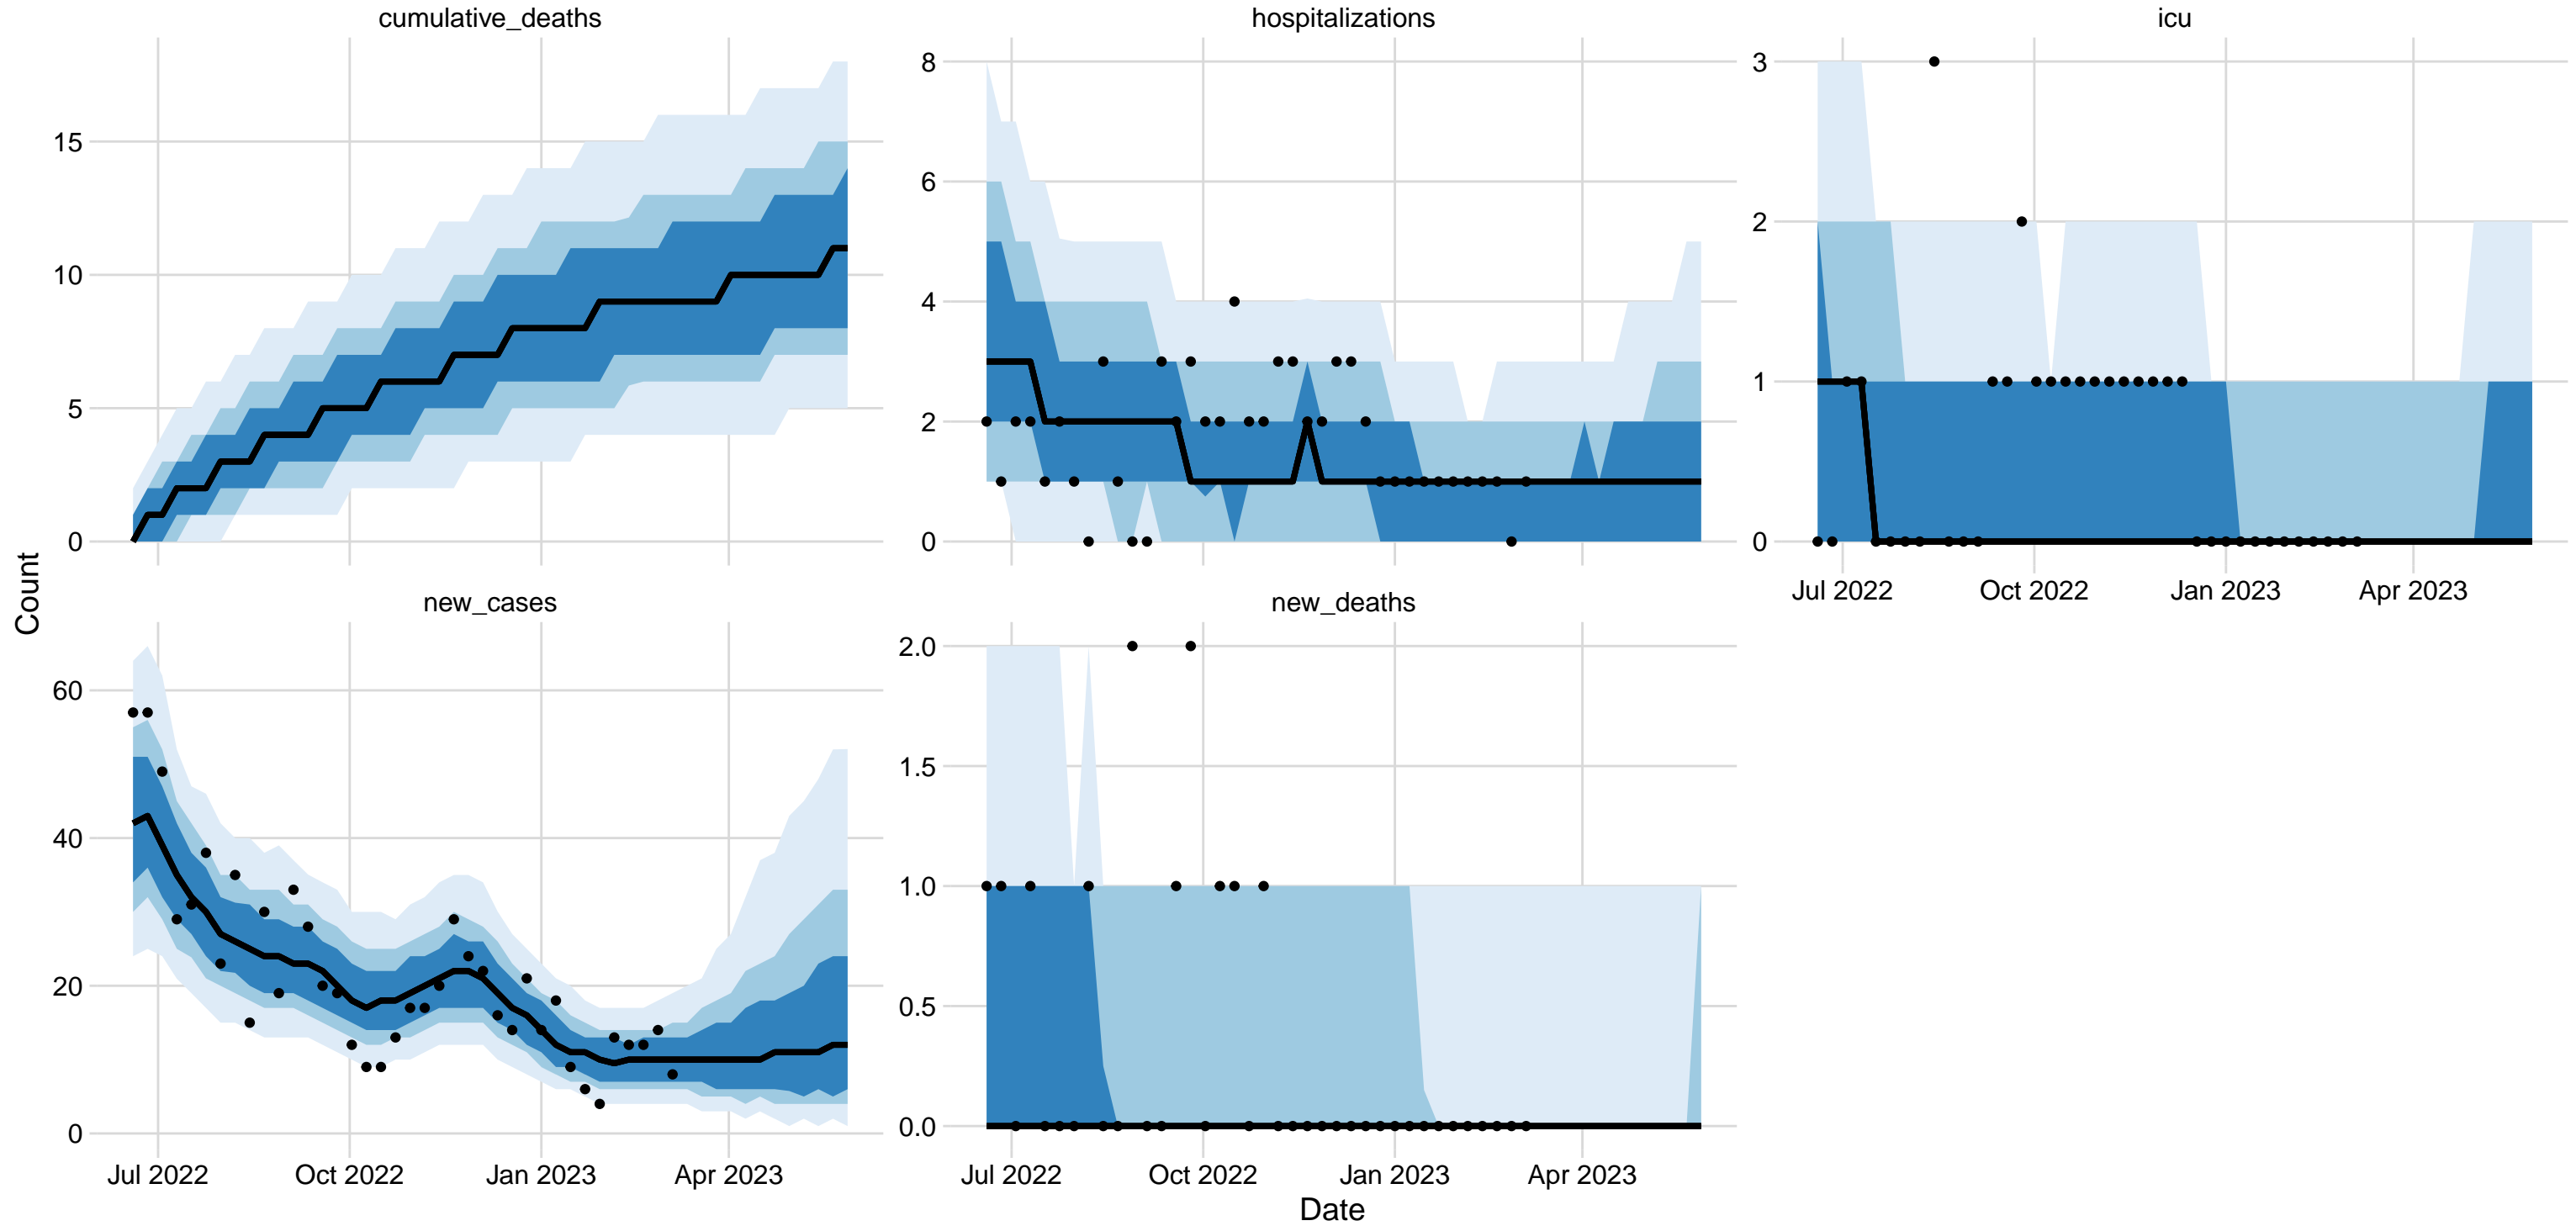 cumulative_deaths
hospitalizations
icu
15
10
5
0
8
6
4
2
0
3
2
1
0
Jul 2022 Oct 2022 Jan 2023 Apr 2023
Count
new_cases
new_deaths
60
40
20
0
2.0
1.5
1.0
0.5
0.0
Jul 2022 Oct 2022 Jan 2023 Apr 2023
Jul 2022 Oct 2022 Jan 2023 Apr 2023
Date